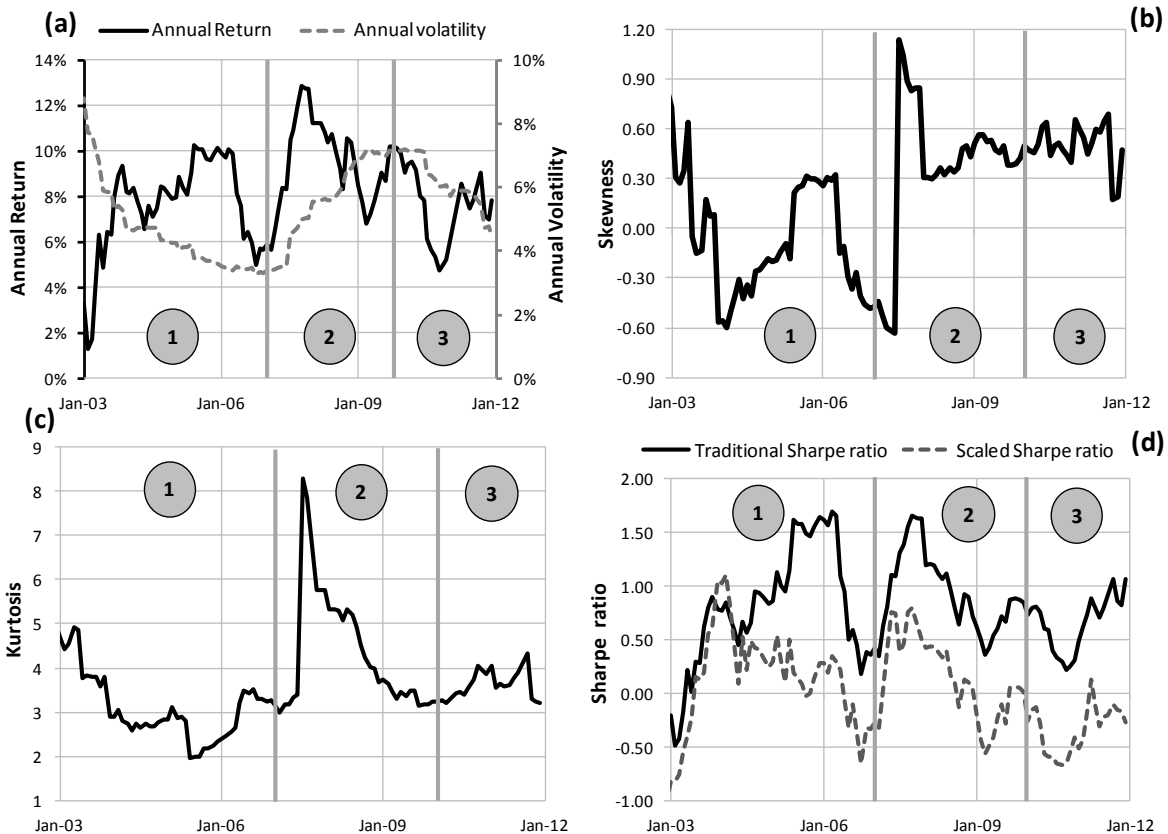 (a)
Annual Return
Annual volatility
14%
12%
10%
8%
6%
4%
2%
0%
Annual Return
10%
8%
6%
4%
2%
0%
Annual Volatility
1
2
3
Jan-03
Jan-06
Jan-09
Jan-12
(b)
1.20
0.90
0.60
0.30
0.00
-0.30
-0.60
-0.90
Skewness
1
2
3
Jan-03
Jan-06
Jan-09
Jan-12
(c)
9
8
7
6
5
4
3
2
1
Kurtosis
1
2
3
Jan-03
Jan-06
Jan-09
Jan-12
(d)
Traditional Sharpe ratio
Scaled Sharpe ratio
2.00
1.50
1.00
0.50
0.00
-0.50
-1.00
Sharpe ratio
1
2
3
Jan-03
Jan-06
Jan-09
Jan-12